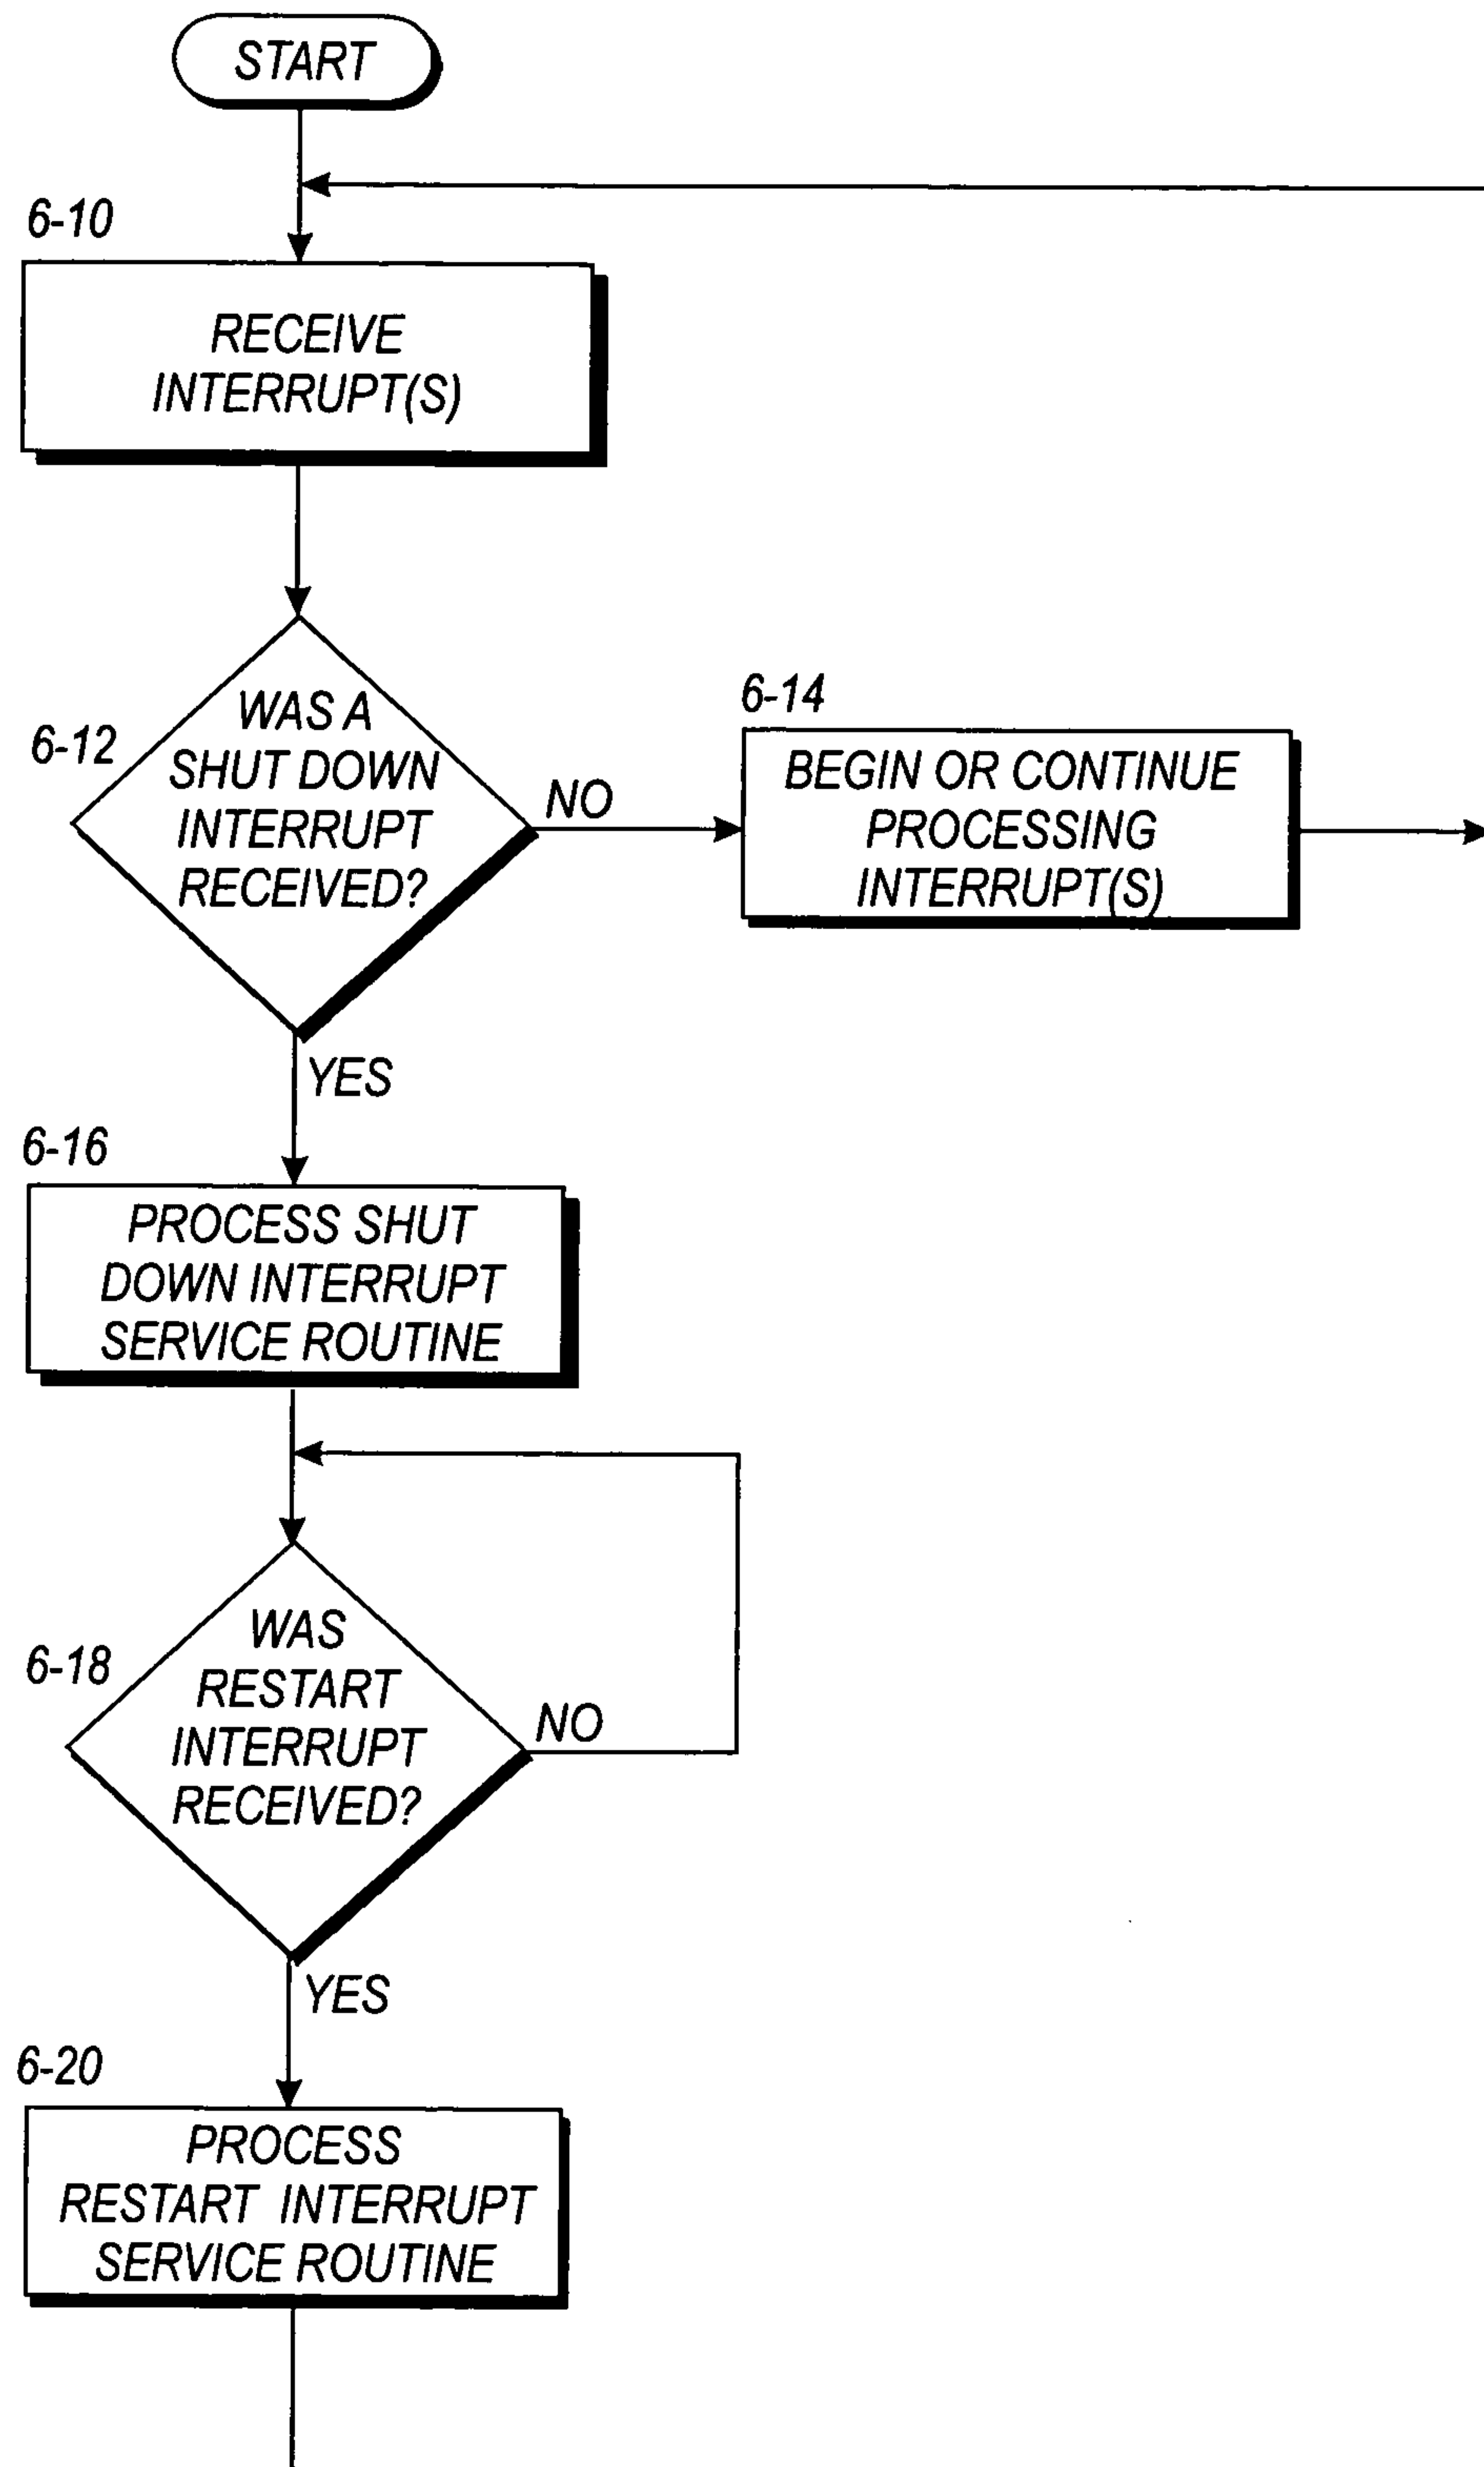 START
6-10
RECEIVE
INTERRUPT(S)
6-12
WAS A
SHUT DOWN
INTERRUPT
RECEIVED?
NO
6-14
BEGIN OR CONTINUE
PROCESSING
INTERRUPT(S)
YES
6-16
PROCESS SHUT
DOWN INTERRUPT
SERVICE ROUTINE
6-18
WAS
RESTART
INTERRUPT
RECEIVED?
NO
YES
6-20
PROCESS
RESTART INTERRUPT
SERVICE ROUTINE